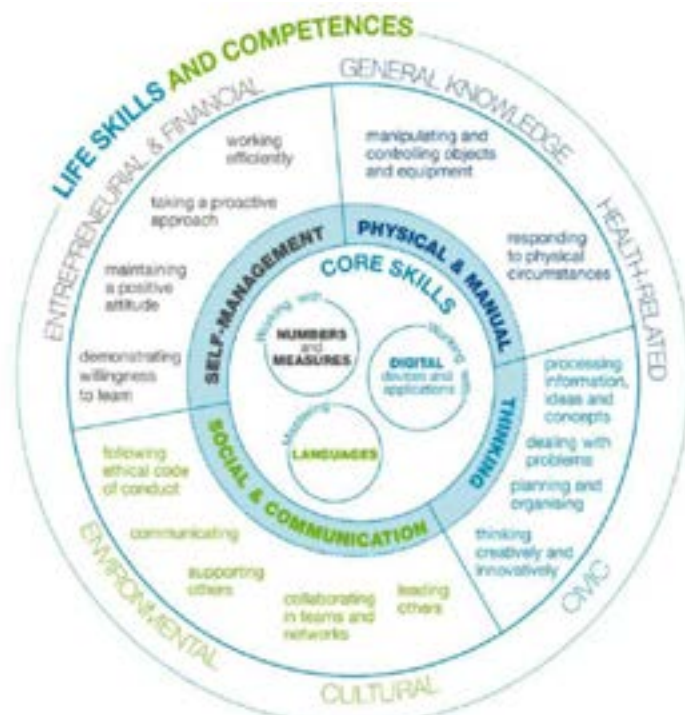 LIFE SKILLS AND COMPETENCES
GENERAL KNOWLEDGE
HEALTH-RELATED
CIVIC
CULTURAL
ENVIRONMENTAL
ENTREPRENEURIAL & FINANCIAL
PHYSICAL & MANUAL
manipulating and
controlling objects
and equipment
responding
to physical
circumstances
THINKING
processing
information,
ideas and
concepts
dealing with
problems
planning and
organising
thinking
creatively and
innovatively
SOCIAL & COMMUNICATION
leading
others
collaborating
in teams and
networks
supporting
others
communicating
following
ethical code
of conduct
SELF-MANAGEMENT
demonstrating
willingness
to learn
maintaining
a positive
attitude
taking a proactive
approach
working
efficiently
CORE SKILLS
Working with
NUMBERS
and
MEASURES
Working with
DIGITAL
devices and
applications
Mastering
LANGUAGES